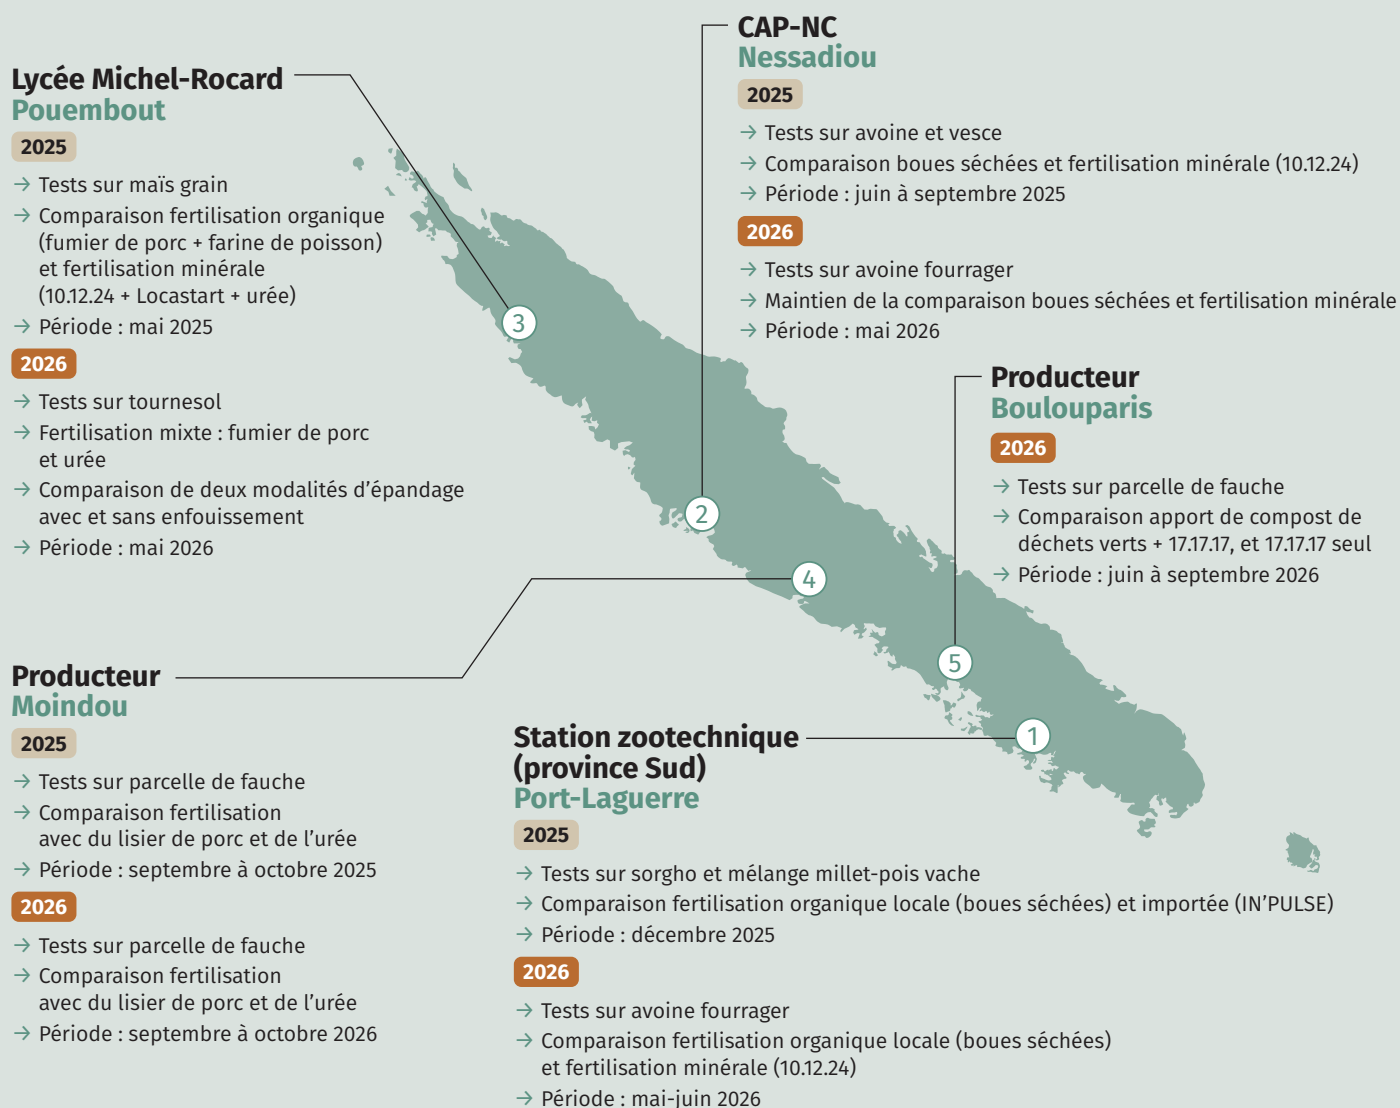 Lycée Michel-Rocard
Pouembout
2025
→ Tests sur maïs grain
→ Comparaison fertilisation organique
(fumier de porc + farine de poisson)
et fertilisation minérale
(10.12.24 + Locastart + urée)
→ Période : mai 2025
2026
→ Tests sur tournesol
→ Fertilisation mixte : fumier de porc
et urée
→ Comparaison de deux modalités d’épandage
avec et sans enfouissement
→ Période : mai 2026
CAP-NC
Nessadiou
2025
→ Tests sur avoine et vesce
→ Comparaison boues séchées et fertilisation minérale (10.12.24)
→ Période : juin à septembre 2025
2026
→ Tests sur avoine fourrager
→ Maintien de la comparaison boues séchées et fertilisation minérale
→ Période : mai 2026
Producteur
Boulouparis
2026
→ Tests sur parcelle de fauche
→ Comparaison apport de compost de
déchets verts + 17.17.17, et 17.17.17 seul
→ Période : juin à septembre 2026
3
2
4
5
1
Producteur
Moindou
2025
→ Tests sur parcelle de fauche
→ Comparaison fertilisation
avec du lisier de porc et de l’urée
→ Période : septembre à octobre 2025
2026
→ Tests sur parcelle de fauche
→ Comparaison fertilisation
avec du lisier de porc et de l’urée
→ Période : septembre à octobre 2026
Station zootechnique
(province Sud)
Port-Laguerre
2025
→ Tests sur sorgho et mélange millet-pois vache
→ Comparaison fertilisation organique locale (boues séchées) et importée (IN’PULSE)
→ Période : décembre 2025
2026
→ Tests sur avoine fourrager
→ Comparaison fertilisation organique locale (boues séchées)
et fertilisation minérale (10.12.24)
→ Période : mai-juin 2026